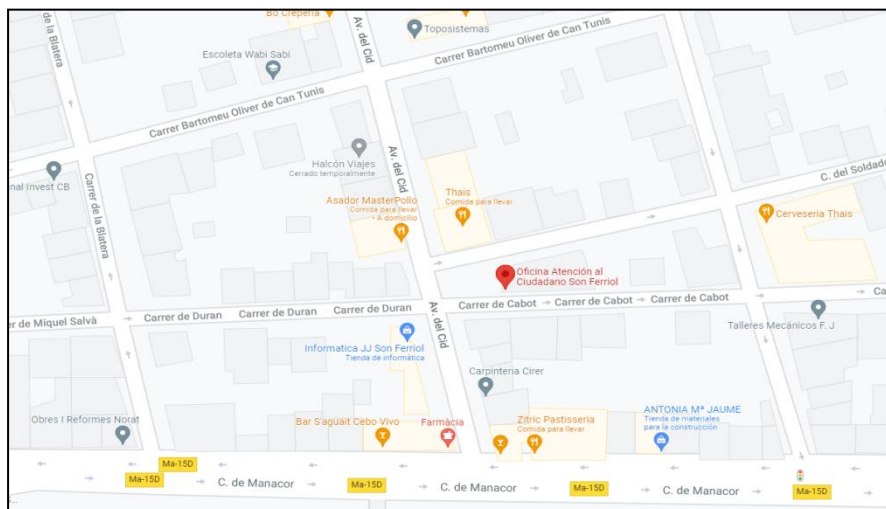 Bo Creperia
de la Blatera
Av. del Cid
Toposistemas
Carrer Bartomeu Oliver de Can Tunis
Escoleta Wabi Sabi
Carrer Bartomeu Oliver de Can Tunis
Halcón Viajes
Cerrado temporalmente
Av. del Cid
nal Invest CB
Carrer de la Blatera
Asador MasterPollo
Comida para llevar
- A domicilio
Thais
Comida para llevar
C. del Soldado
Cerveseria Thais
Oficina Atención al
Ciudadano Son Ferriol
Carrer de Cabot
Carrer de Cabot
Carrer de Cabot
Ca
er de Miquel Salvà
Carrer de Duran
Carrer de Duran
Carrer de Duran
Av. del Cid
Talleres Mecánicos F. J
Informatica JJ Son Ferriol
Tienda de informática
Carpinteria Cirer
Obres I Reformes Norat
Bar S'aguait Cebo Vivo
Farmàcia
Zitric Pastisseria
Comida para llevar
ANTONIA Mª JAUME
Tienda de materiales
para la construcción
Ma-15D
Ma-15D
C. de Manacor
Ma-15D
C. de Manacor
Ma-15D
C. de Manacor
Ma-15D